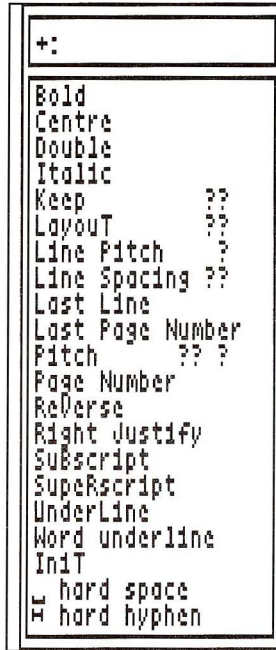 +:
Bold
Centre
Double
Italic
Keep ??
LayouT ??
Line Pitch ?
Line Spacing ??
Last Line
Last Page Number
Pitch ?? ?
Page Number
ReVerse
Right Justify
SuBscript
SupeRscript
UnderLine
Word underline
IniT
␣ hard space
H hard hyphen